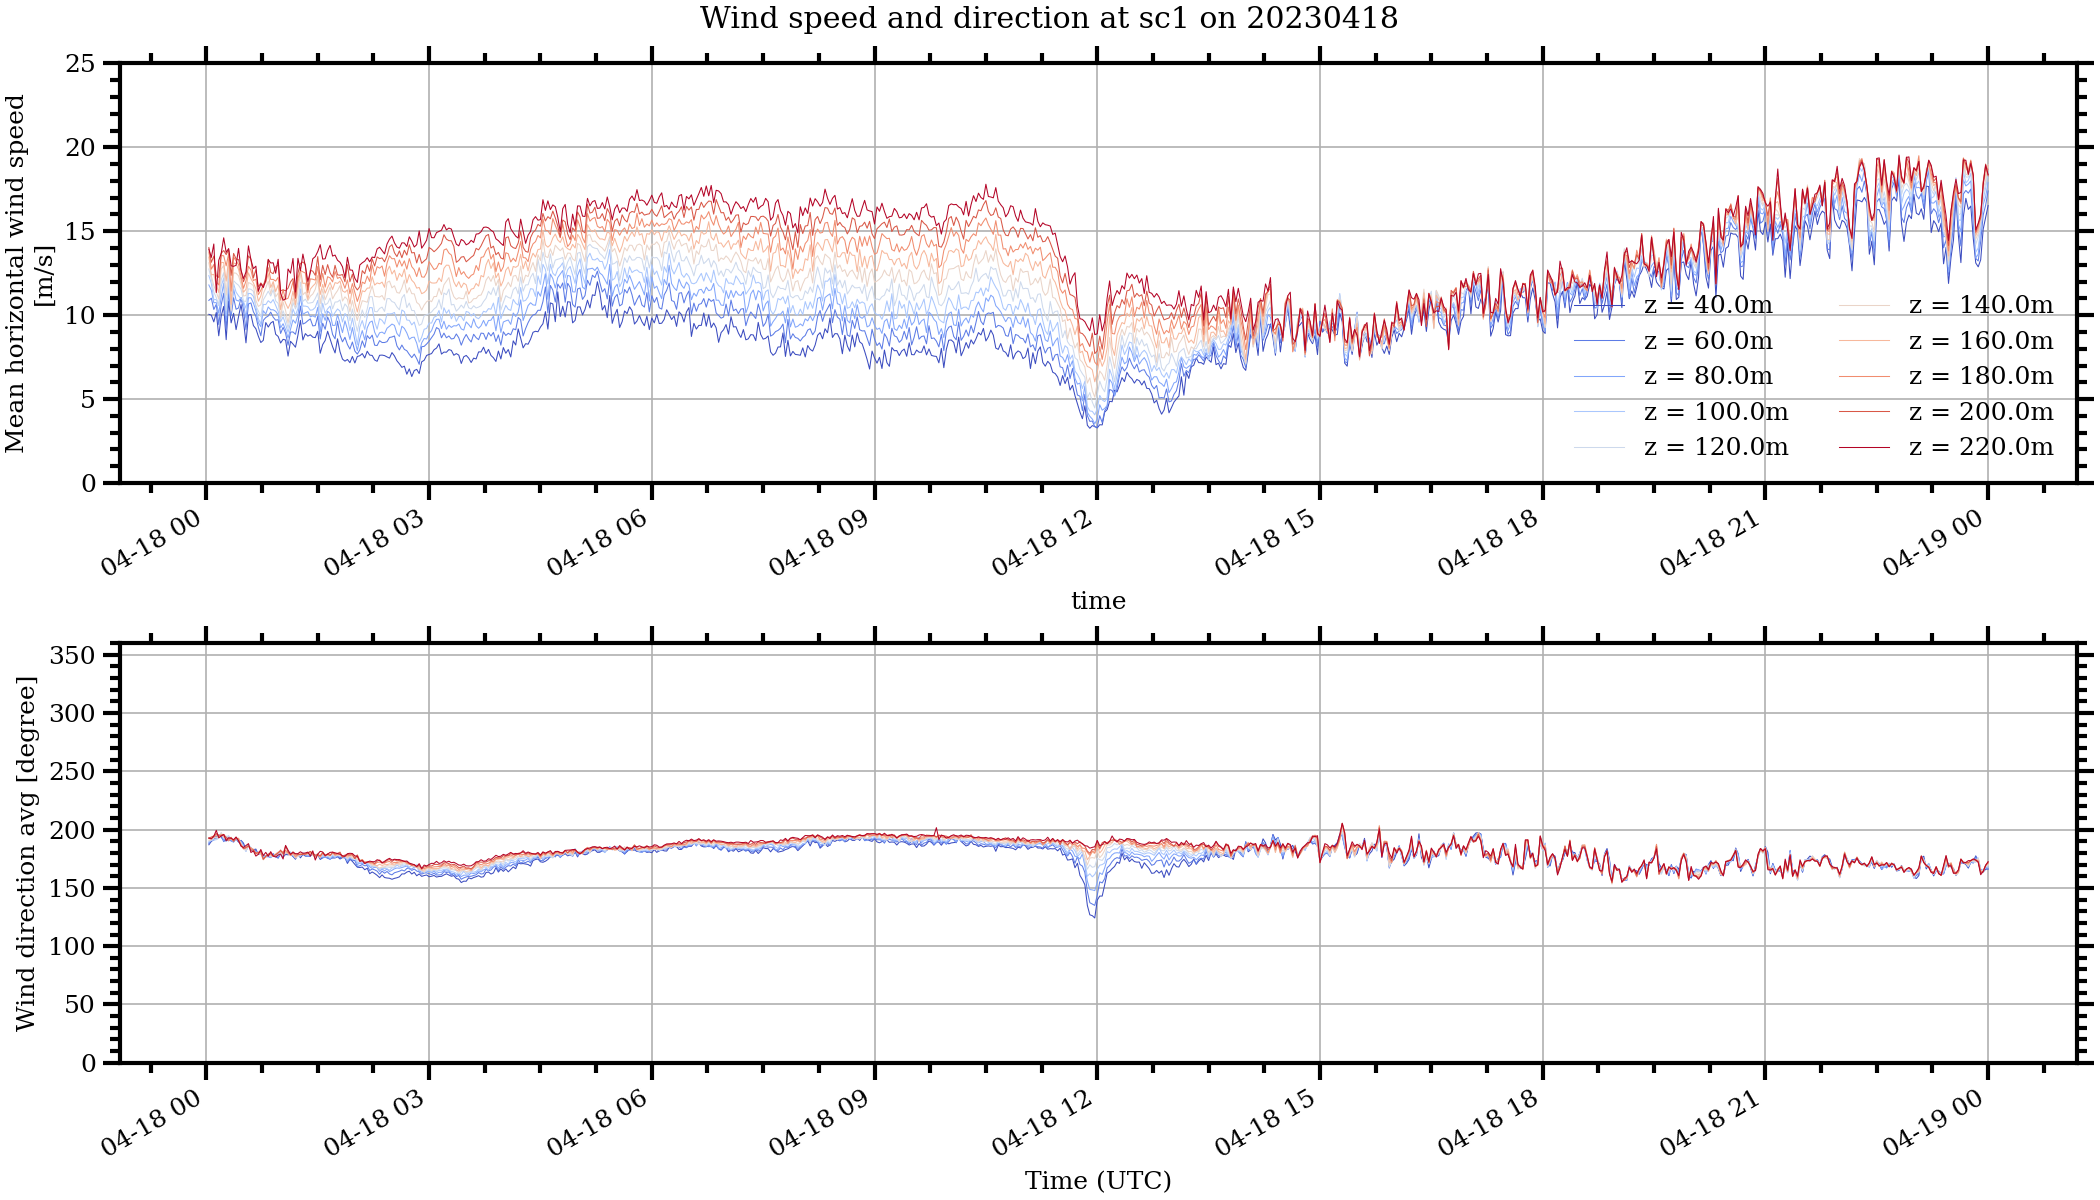 Wind speed and direction at sc1 on 20230418
Mean horizontal wind speed
[m/s]
25
20
15
10
5
0
z = 40.0m
z = 60.0m
z = 80.0m
z = 100.0m
z = 120.0m
z = 140.0m
z = 160.0m
z = 180.0m
z = 200.0m
z = 220.0m
04-18 00
04-18 03
04-18 06
04-18 09
04-18 12
04-18 15
04-18 18
04-18 21
04-19 00
time
Wind direction avg [degree]
350
300
250
200
150
100
50
0
04-18 00
04-18 03
04-18 06
04-18 09
04-18 12
04-18 15
04-18 18
04-18 21
04-19 00
Time (UTC)